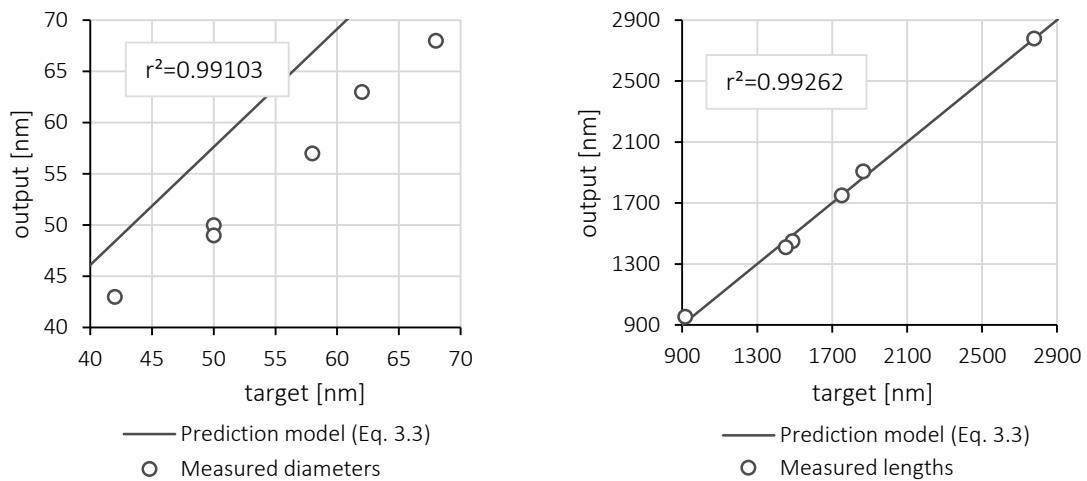 70
65
60
55
50
45
40
output [nm]
r²=0.99103
40 45 50 55 60 65 70
target [nm]
Prediction model (Eq. 3.3)
Measured diameters
2900
2500
2100
1700
1300
900
output [nm]
r²=0.99262
900 1300 1700 2100 2500 2900
target [nm]
Prediction model (Eq. 3.3)
Measured lengths